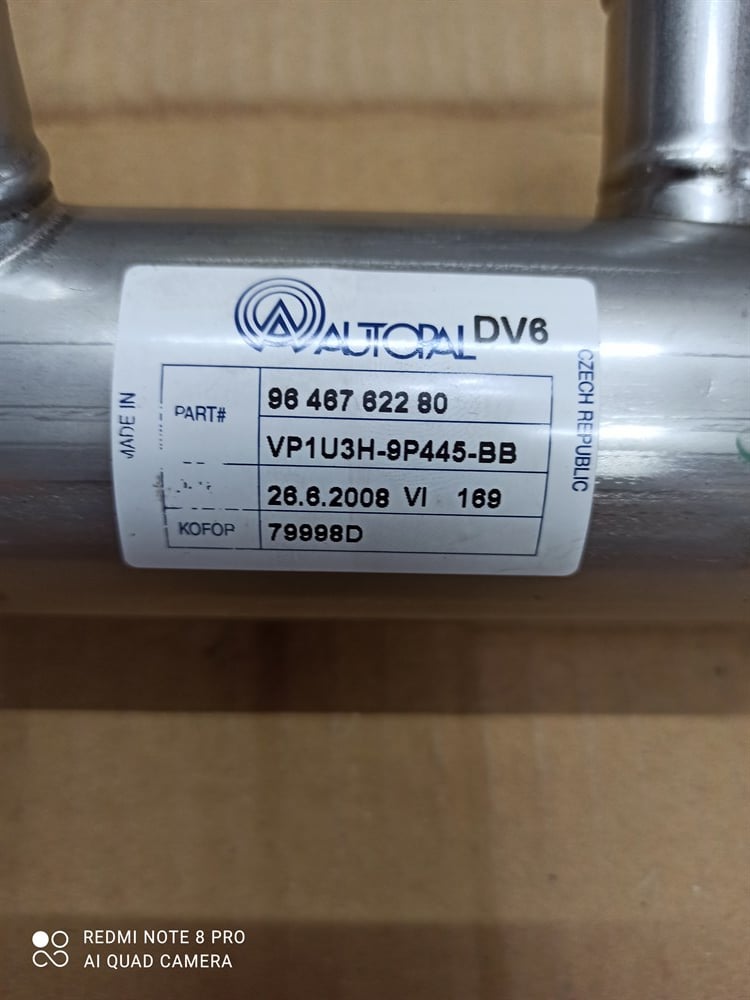 AUTOPAL DV6
MADE IN
CZECH REPUBLIC
PART# 96 467 622 80
VP1U3H-9P445-BB
26.6.2008 VI 169
KOFOP 79998D
REDMI NOTE 8 PRO
AI QUAD CAMERA